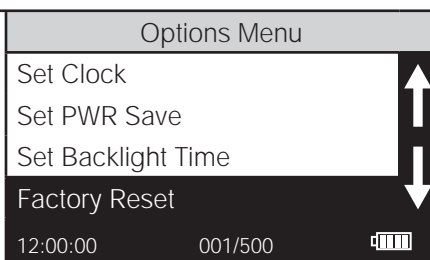 Options Menu
Set Clock
Set PWR Save
Set Backlight Time
Factory Reset
12:00:00 001/500